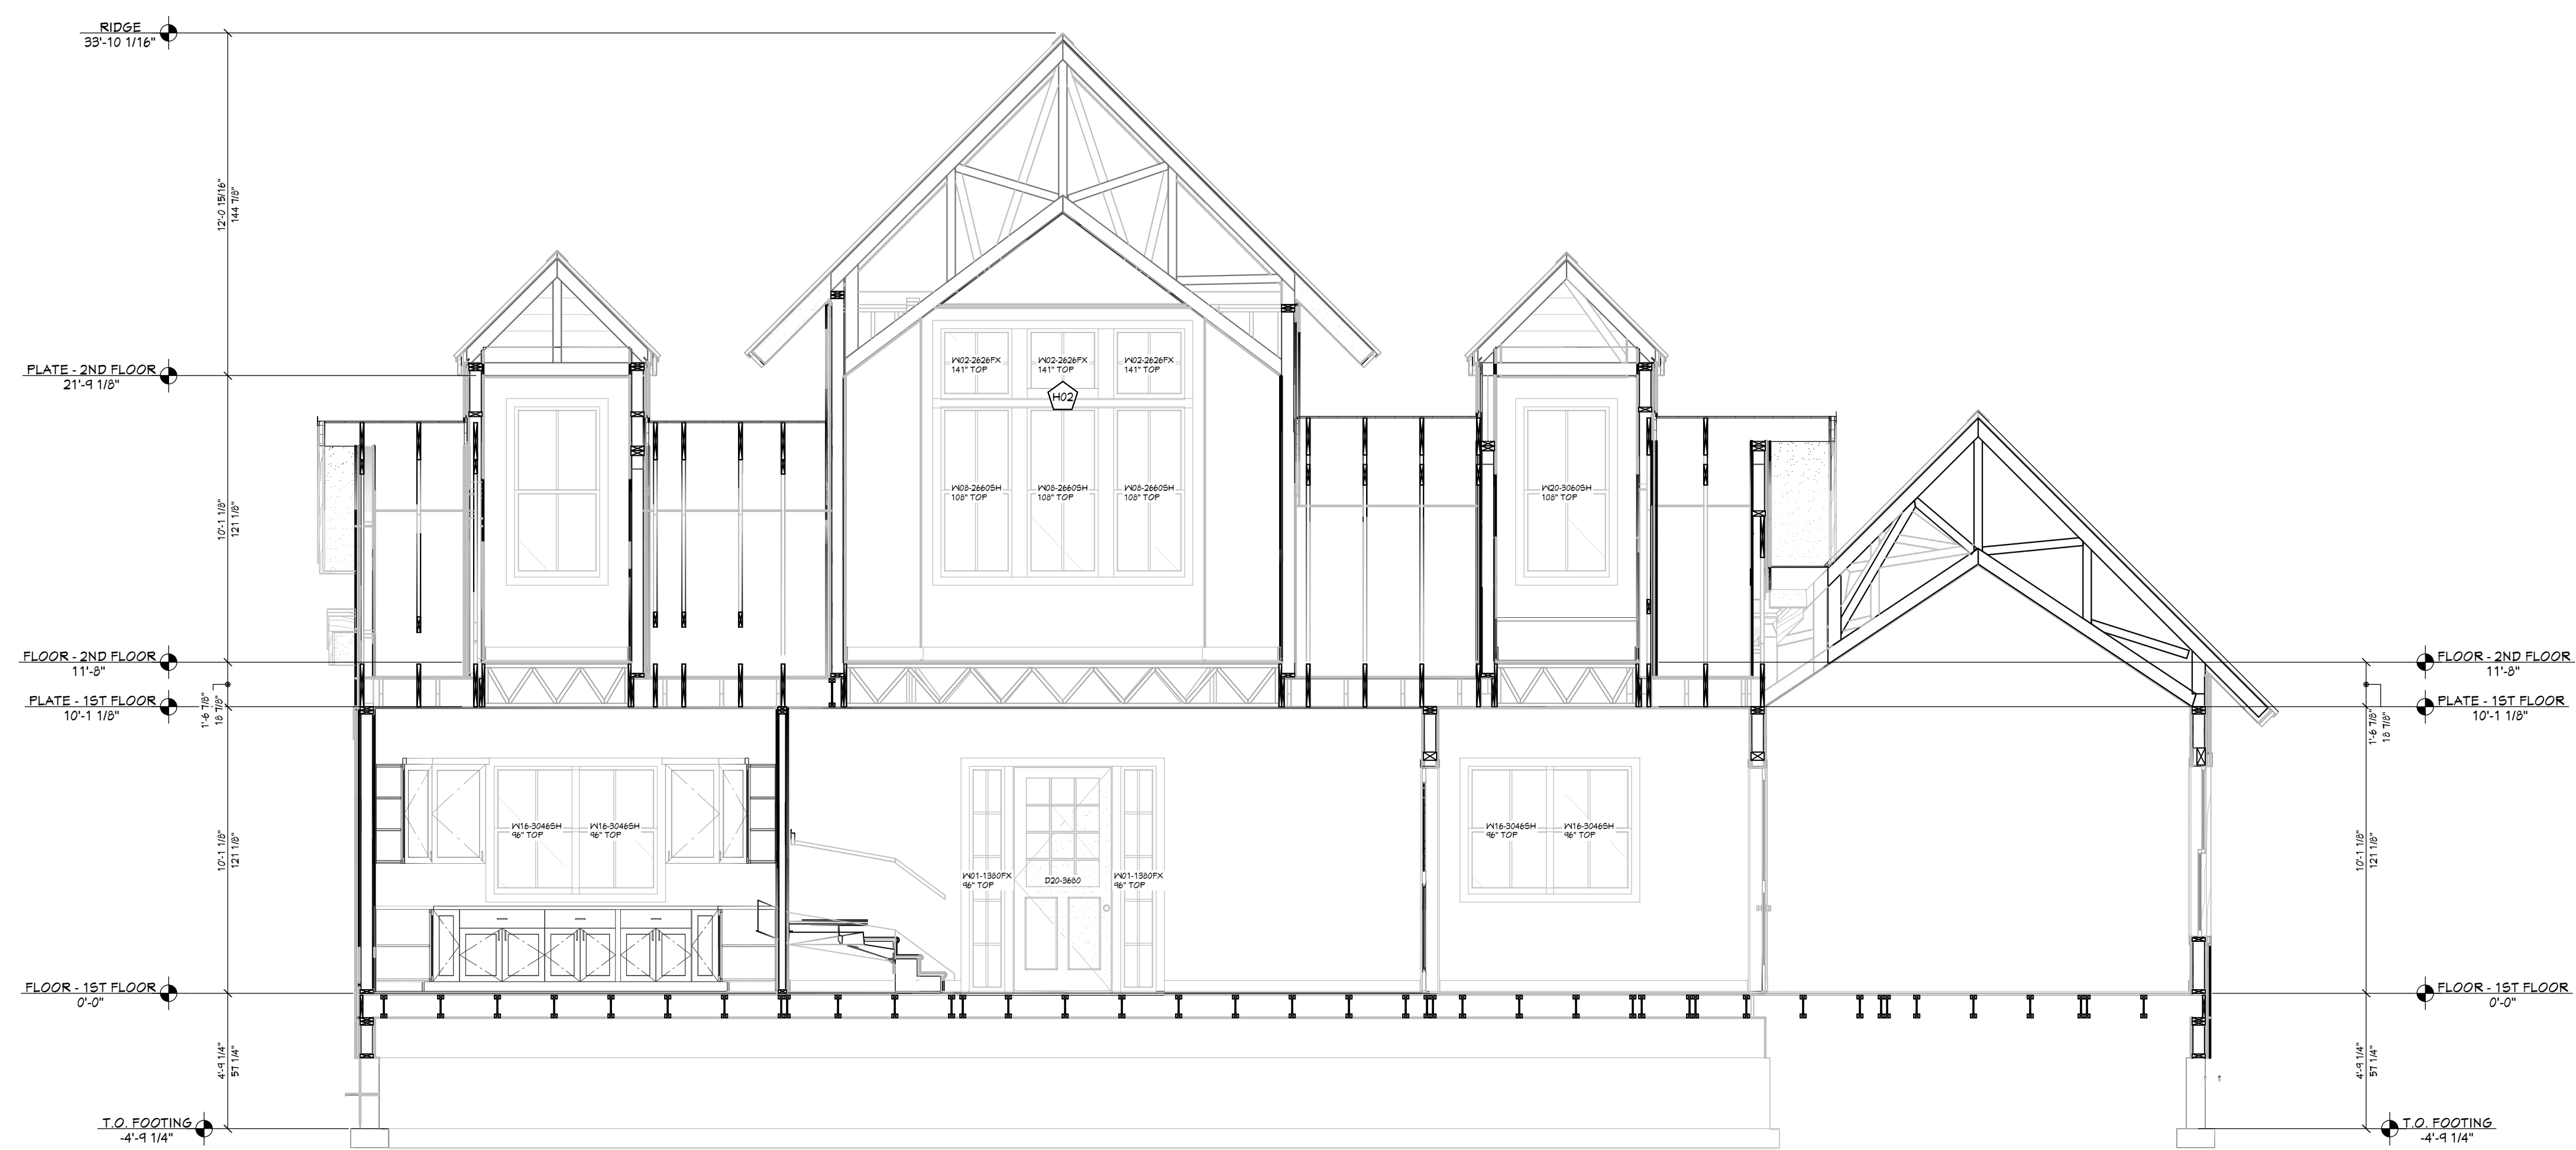 RIDGE
33'-10 1/16"
12'-0 15/16"
144 7/8"
PLATE - 2ND FLOOR
21'-9 1/8"
10'-1 1/8"
121 1/8"
FLOOR - 2ND FLOOR
11'-8"
1'-6 7/8"
18 7/8"
PLATE - 1ST FLOOR
10'-1 1/8"
10'-1 1/8"
121 1/8"
FLOOR - 1ST FLOOR
0'-0"
4'-9 1/4"
57 1/4"
T.O. FOOTING
-4'-9 1/4"
W02-2626FX
141" TOP
W02-2626FX
141" TOP
W02-2626FX
141" TOP
H02
W08-2660SH
108" TOP
W08-2660SH
108" TOP
W08-2660SH
108" TOP
W20-3060SH
108" TOP
W16-3046SH
96" TOP
W16-3046SH
96" TOP
W01-1380FX
96" TOP
D20-3680
W01-1380FX
96" TOP
W16-3046SH
96" TOP
W16-3046SH
96" TOP
FLOOR - 2ND FLOOR
11'-8"
PLATE - 1ST FLOOR
10'-1 1/8"
1'-6 7/8"
18 7/8"
10'-1 1/8"
121 1/8"
FLOOR - 1ST FLOOR
0'-0"
4'-9 1/4"
57 1/4"
T.O. FOOTING
-4'-9 1/4"